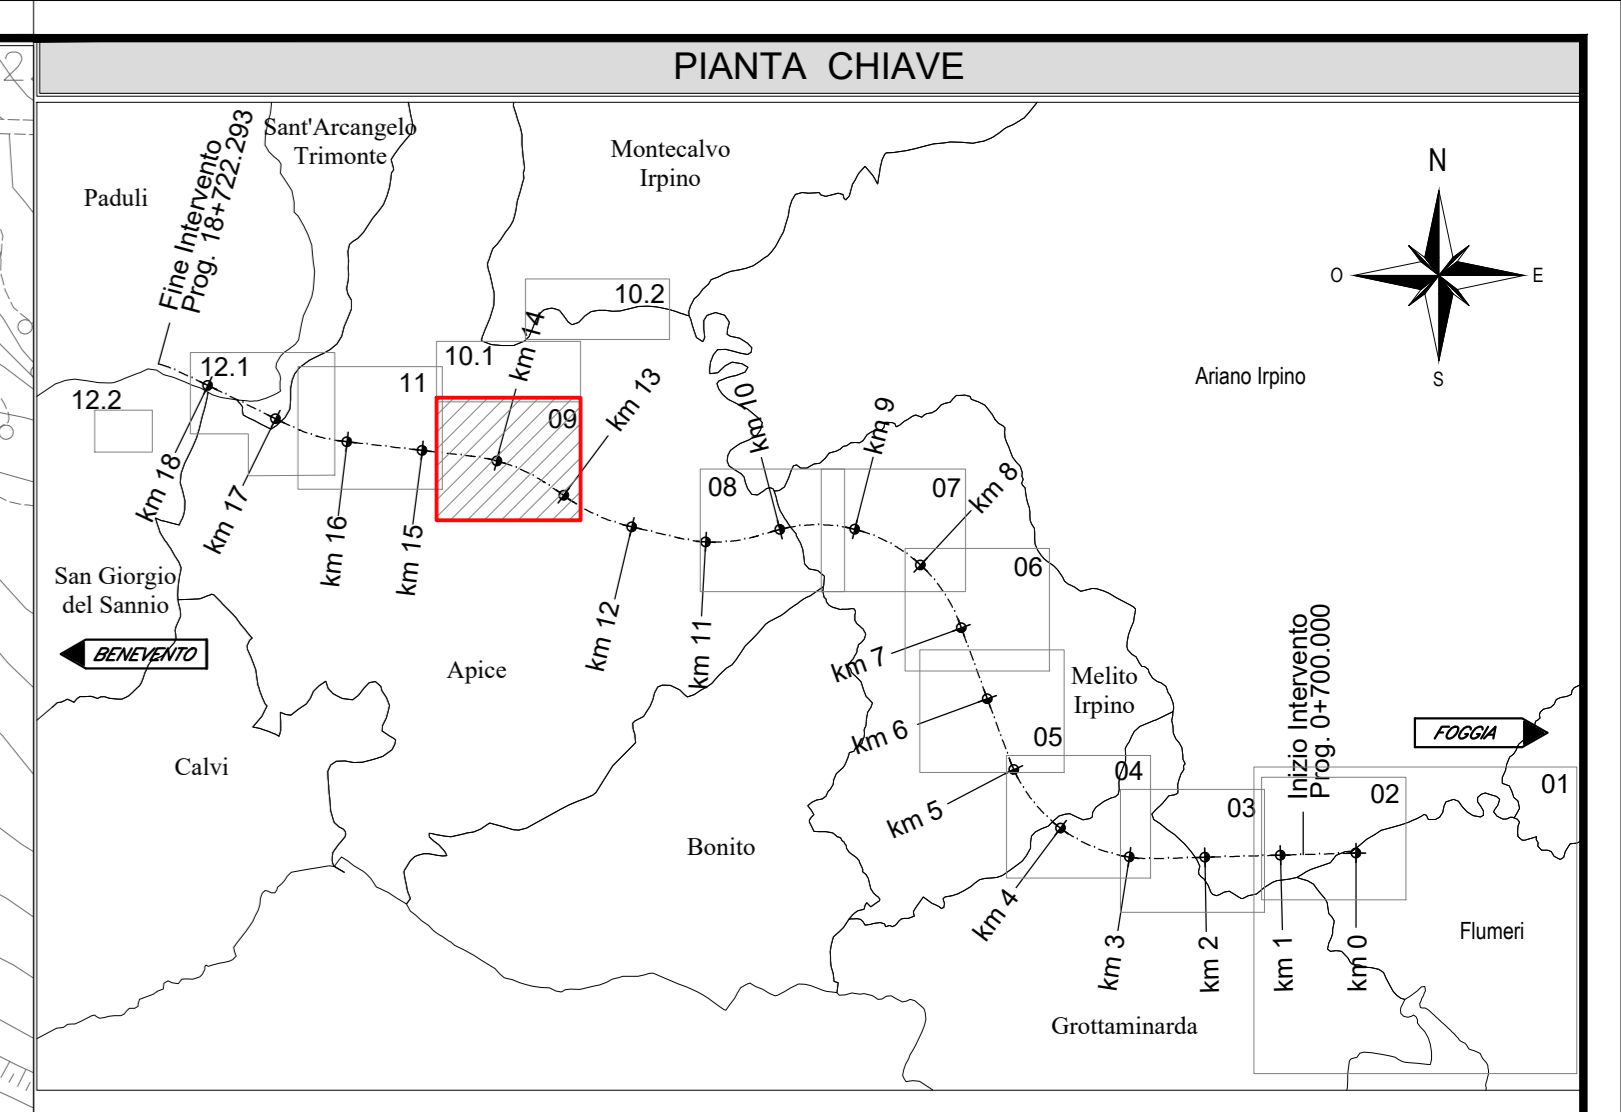 PIANTA CHIAVE
2.
Sant'Arcangelo
Trimonte
Montecalvo
Irpino
Paduli
Fine Intervento
Prog. 18+722.293
N
O
E
S
10.2
10.1
km 14
km 13
12.1
12.2
11
09
Ariano Irpino
km 10
km 9
km 8
08
07
06
km 18
km 17
km 16
km 15
km 12
km 11
San Giorgio
del Sannio
BENEVENTO
Apice
km 7
km 6
km 5
Melito
Irpino
05
04
03
Inizio Intervento
Prog. 0+700.000
FOGGIA
02
01
Calvi
Bonito
km 4
km 3
km 2
km 1
km 0
Flumeri
Grottaminarda